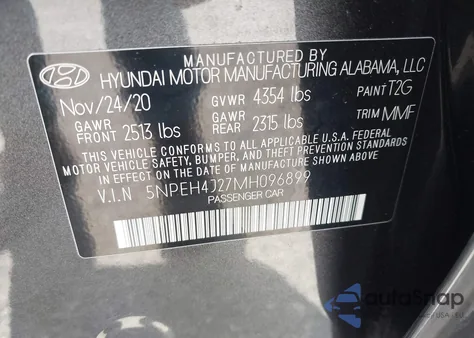 MANUFACTURED BY
HYUNDAI MOTOR MANUFACTURING ALABAMA, LLC
Nov/24/20 GVWR 4354 lbs PAINT T2G
GAWR FRONT 2513 lbs GAWR REAR 2315 lbs TRIM MMF
THIS VEHICLE CONFORMS TO ALL APPLICABLE U.S.A. FEDERAL
MOTOR VEHICLE SAFETY, BUMPER, AND THEFT PREVENTION STANDARDS
IN EFFECT ON THE DATE OF MANUFACTURE SHOWN ABOVE.
V.I.N 5NPEH4J27MH096899
PASSENGER CAR
autoSnap